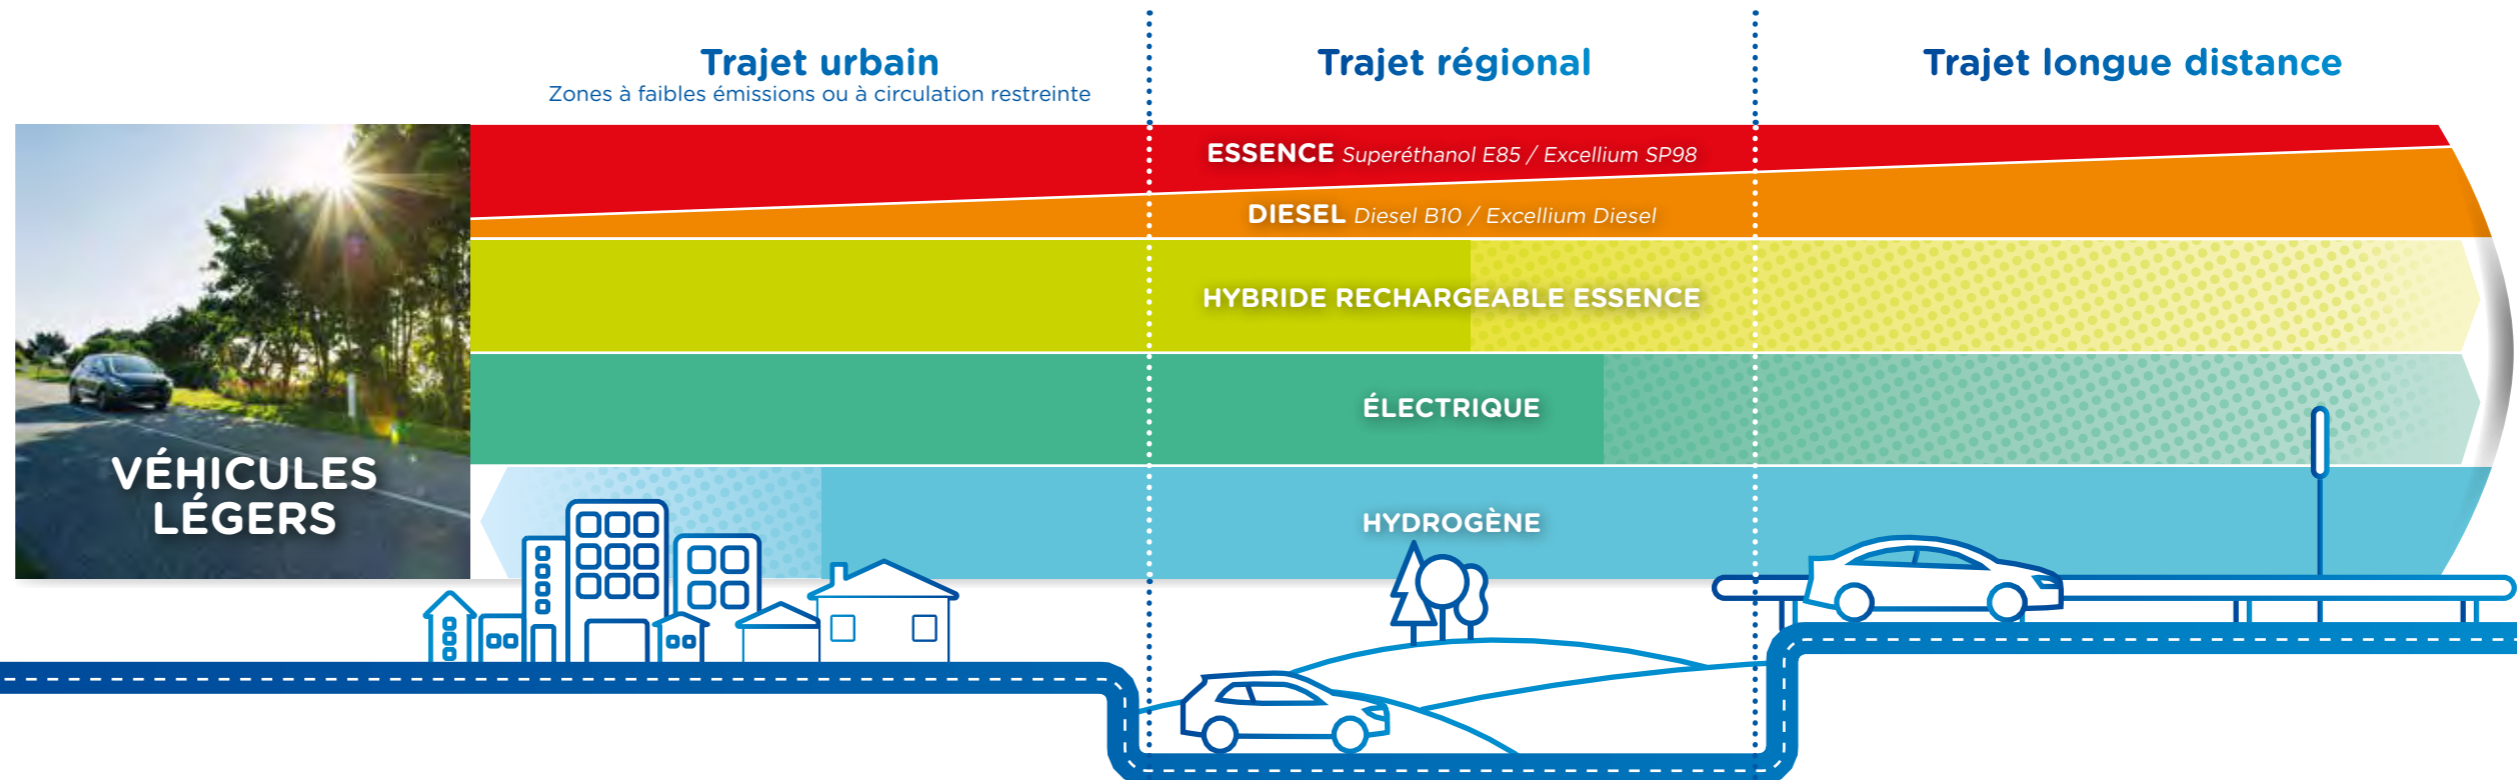 Trajet urbain
Zones à faibles émissions ou à circulation restreinte
Trajet régional
Trajet longue distance
ESSENCE Superéthanol E85 / Excellium SP98
DIESEL Diesel B10 / Excellium Diesel
HYBRIDE RECHARGEABLE ESSENCE
ÉLECTRIQUE
HYDROGÈNE
VÉHICULES
LÉGERS